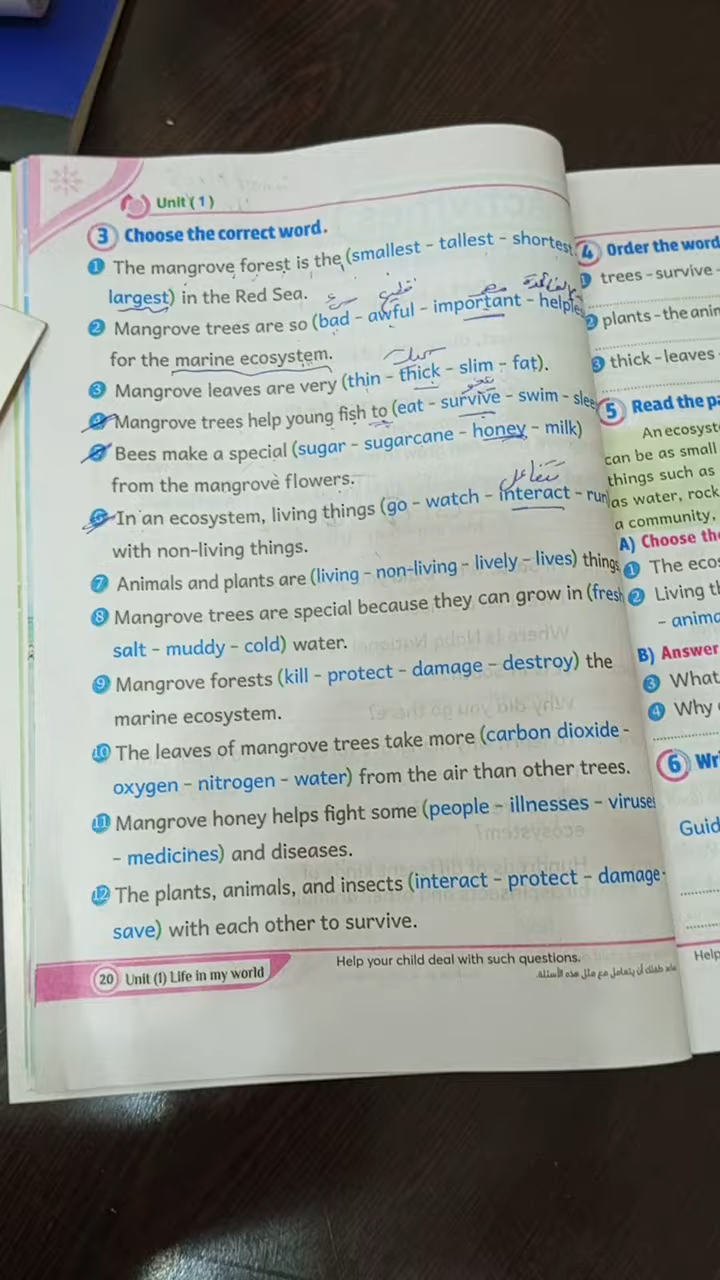 Unit (1)
3 Choose the correct word.
1 The mangrove forest is the (smallest - tallest - shortest
largest) in the Red Sea.
2 Mangrove trees are so (bad - awful - important - helple
for the marine ecosystem.
3 Mangrove leaves are very (thin - thick - slim - fat).
4 Mangrove trees help young fish to (eat - survive - swim - slee
5 Bees make a special (sugar - sugarcane - honey - milk)
from the mangrove flowers.
تتفاعل
6 In an ecosystem, living things (go - watch - interact - run
with non-living things.
7 Animals and plants are (living - non-living - lively - lives) things
8 Mangrove trees are special because they can grow in (fresh
salt - muddy - cold) water.
9 Mangrove forests (kill - protect - damage - destroy) the
marine ecosystem.
10 The leaves of mangrove trees take more (carbon dioxide -
oxygen - nitrogen - water) from the air than other trees.
11 Mangrove honey helps fight some (people - illnesses - viruses
- medicines) and diseases.
12 The plants, animals, and insects (interact - protect - damage -
save) with each other to survive.
Help your child deal with such questions.
ساعد طفلك أن يتعامل مع مثل هذه الأسئلة.
20 Unit (1) Life in my world
4 Order the word
1 trees - survive -
2 plants - the anim
3 thick - leaves
5 Read the pa
An ecosyst
can be as small
things such as
as water, rock
a community,
A) Choose the
1 The ecos
2 Living th
- anima
B) Answer
3 What
4 Why
6 Wri
Guid
Help